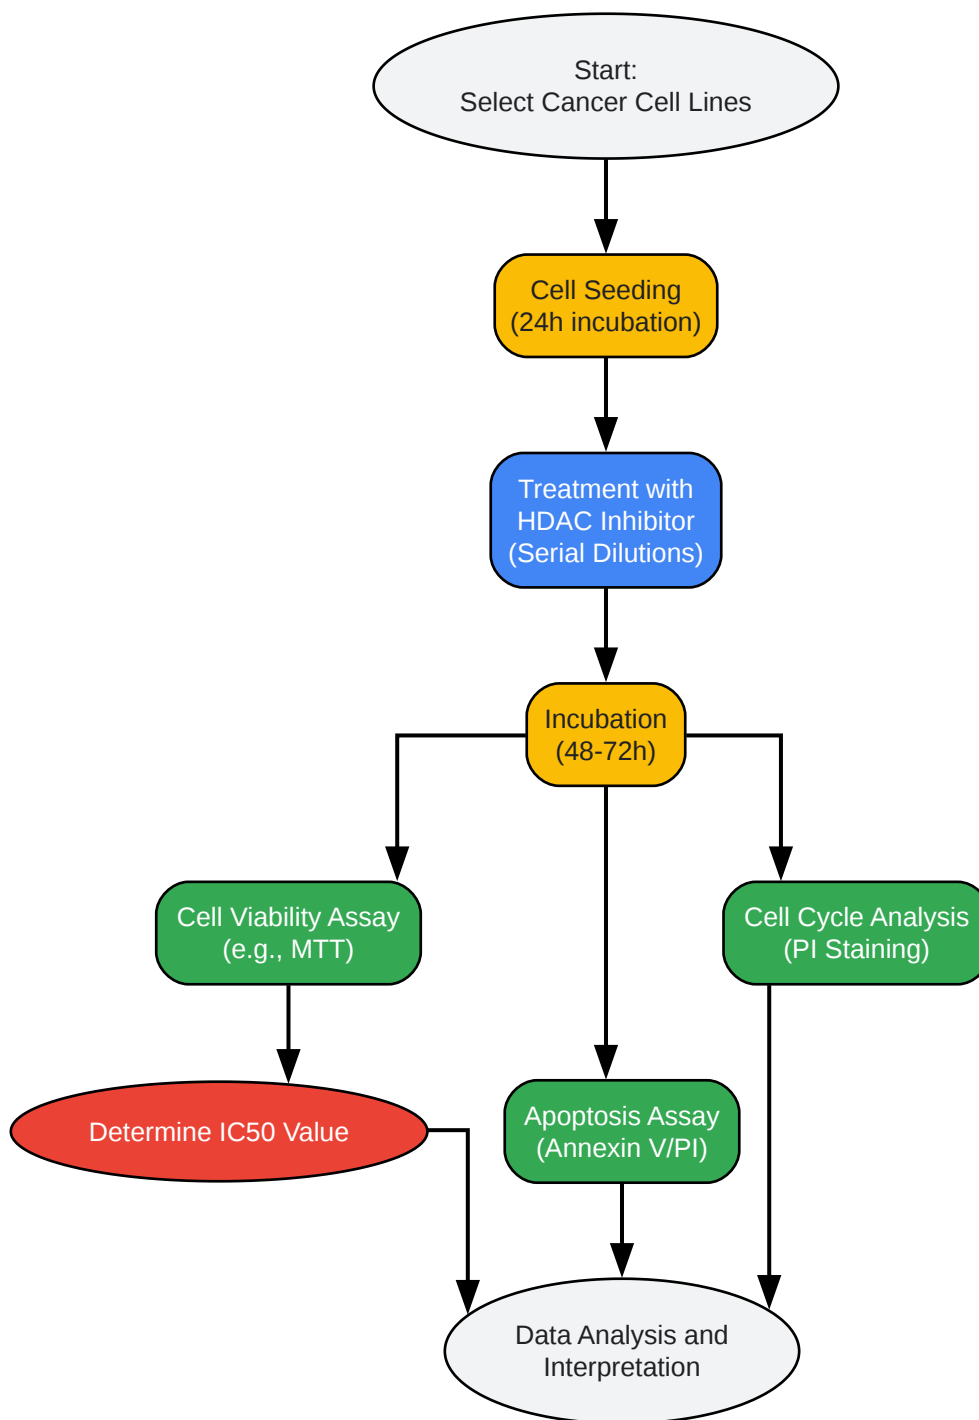 Start:
Select Cancer Cell Lines
Cell Seeding
(24h incubation)
Treatment with
HDAC Inhibitor
(Serial Dilutions)
Incubation
(48-72h)
Cell Viability Assay
(e.g., MTT)
Cell Cycle Analysis
(PI Staining)
Determine IC50 Value
Apoptosis Assay
(Annexin V/PI)
Data Analysis and
Interpretation